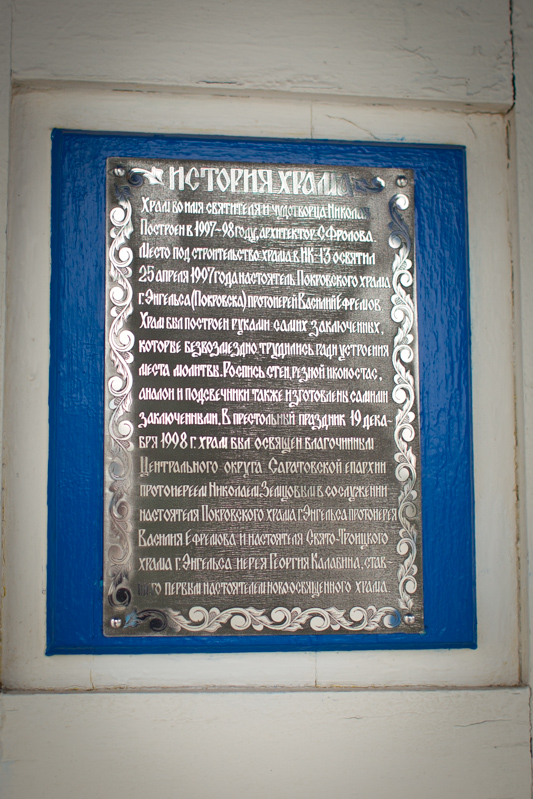 ИСТОРИЯ ХРАМА
Храм во имя святителя и чудотворца Николая
Построен в 1997-98 году, архитектор С.Фролова.
Место под строительство храма в ИК-13 освятил
25 апреля 1997 года настоятель Покровского храма
г.Энгельса (Покровска) протоиерей Василий Ефремов
Храм был построен руками самих заключенных,
которые безвозмездно трудились ради устроения
места молитвы. Роспись стен, резной иконостас,
аналои и подсвечники также изготовлены самими
заключенными. В престольный праздник 19 дека-
бря 1998 г. храм был освящен благочинным
Центрального округа Саратовской епархии
протоиереем Николаем Земцовым в сослужении
настоятеля Покровского храма г.Энгельса протоиерея
Василия Ефремова и настоятеля Свято-Троицкого
храма г.Энгельса иерея Георгия Калабина, став-
шего первым настоятелем новоосвященного храма.